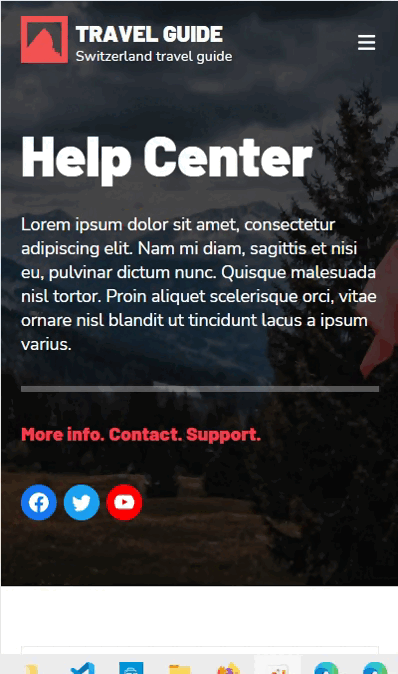 TRAVEL GUIDE
Switzerland travel guide
Help Center
Lorem ipsum dolor sit amet, consectetur
adipiscing elit. Nam mi diam, sagittis et nisi
eu, pulvinar dictum nunc. Quisque malesuada
nisl tortor. Proin aliquet scelerisque orci, vitae
ornare nisl blandit ut tincidunt lacus a ipsum
varius.
More info. Contact. Support.